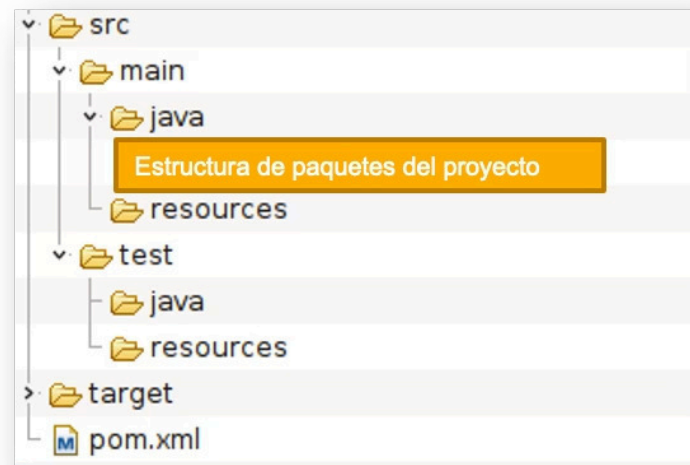 src
main
java
Estructura de paquetes del proyecto
resources
test
java
resources
target
pom.xml